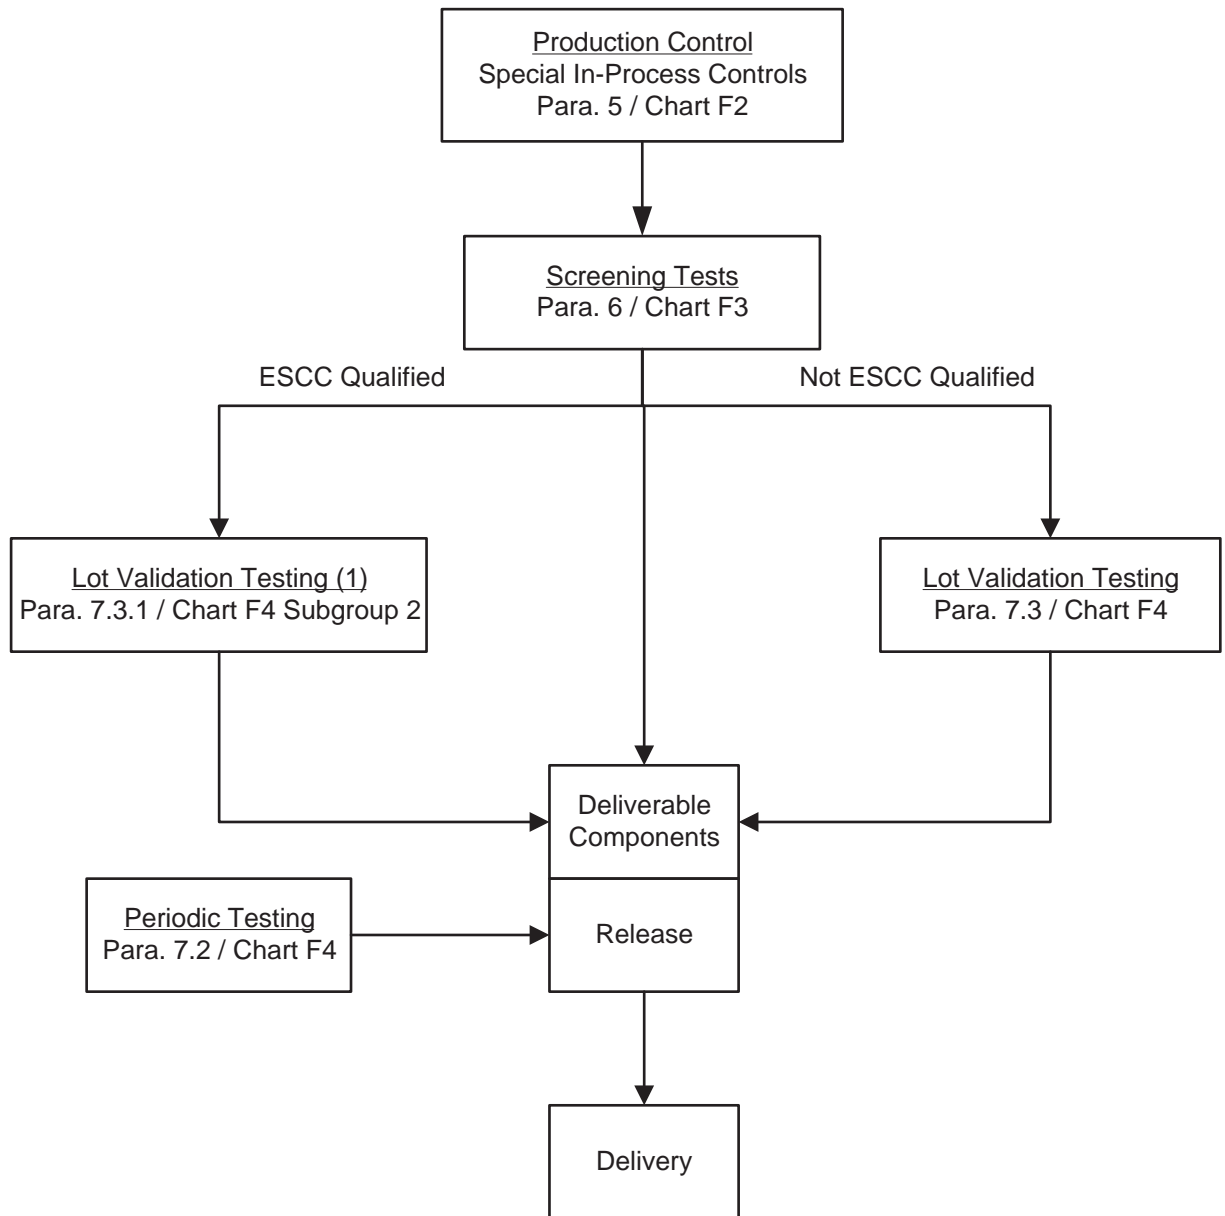 Production Control
Special In-Process Controls
Para. 5 / Chart F2
Screening Tests
Para. 6 / Chart F3
ESCC Qualified
Not ESCC Qualified
Lot Validation Testing (1)
Para. 7.3.1 / Chart F4 Subgroup 2
Lot Validation Testing
Para. 7.3 / Chart F4
Deliverable
Components
Periodic Testing
Para. 7.2 / Chart F4
Release
Delivery